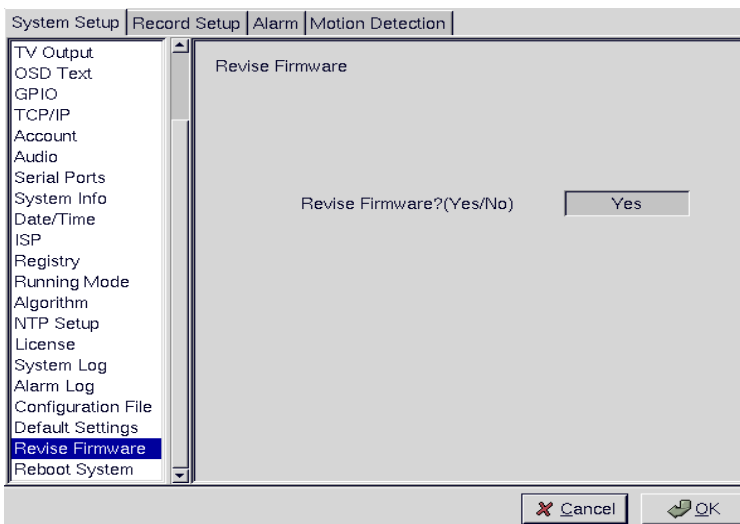 System Setup Record Setup Alarm Motion Detection
TV Output
OSD Text
GPIO
TCP/IP
Account
Audio
Serial Ports
System Info
Date/Time
ISP
Registry
Running Mode
Algorithm
NTP Setup
License
System Log
Alarm Log
Configuration File
Default Settings
Revise Firmware
Reboot System
Revise Firmware
Revise Firmware?(Yes/No) Yes
Cancel OK